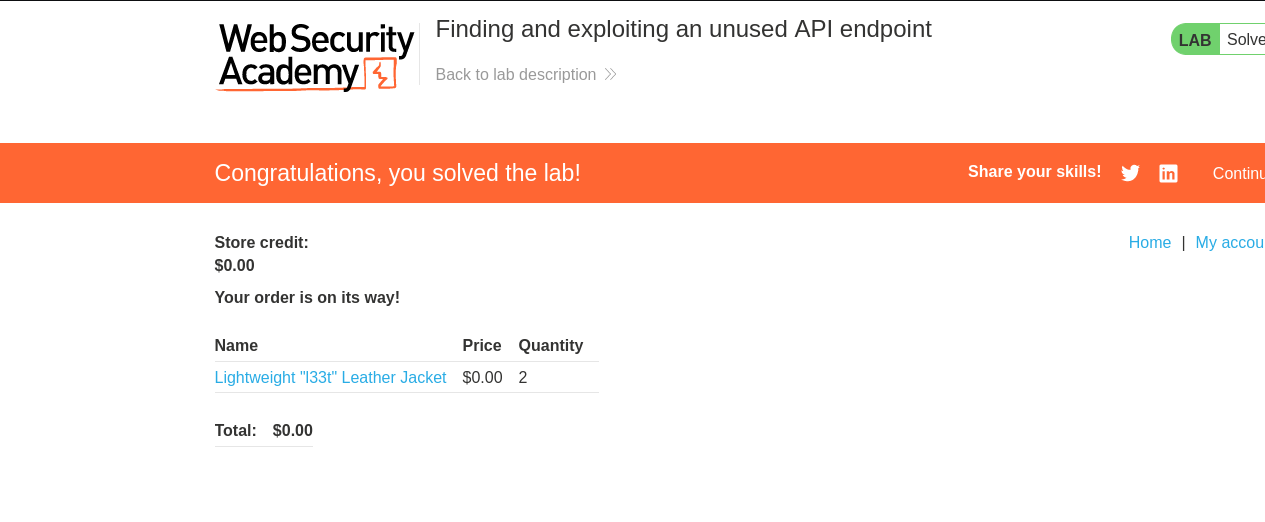 Web Security
Academy
Finding and exploiting an unused API endpoint
Back to lab description
LAB Solve
Congratulations, you solved the lab!
Share your skills!
Continu
Store credit:
$0.00
Home | My accou
Your order is on its way!
Name Price Quantity
Lightweight "l33t" Leather Jacket $0.00 2
Total: $0.00